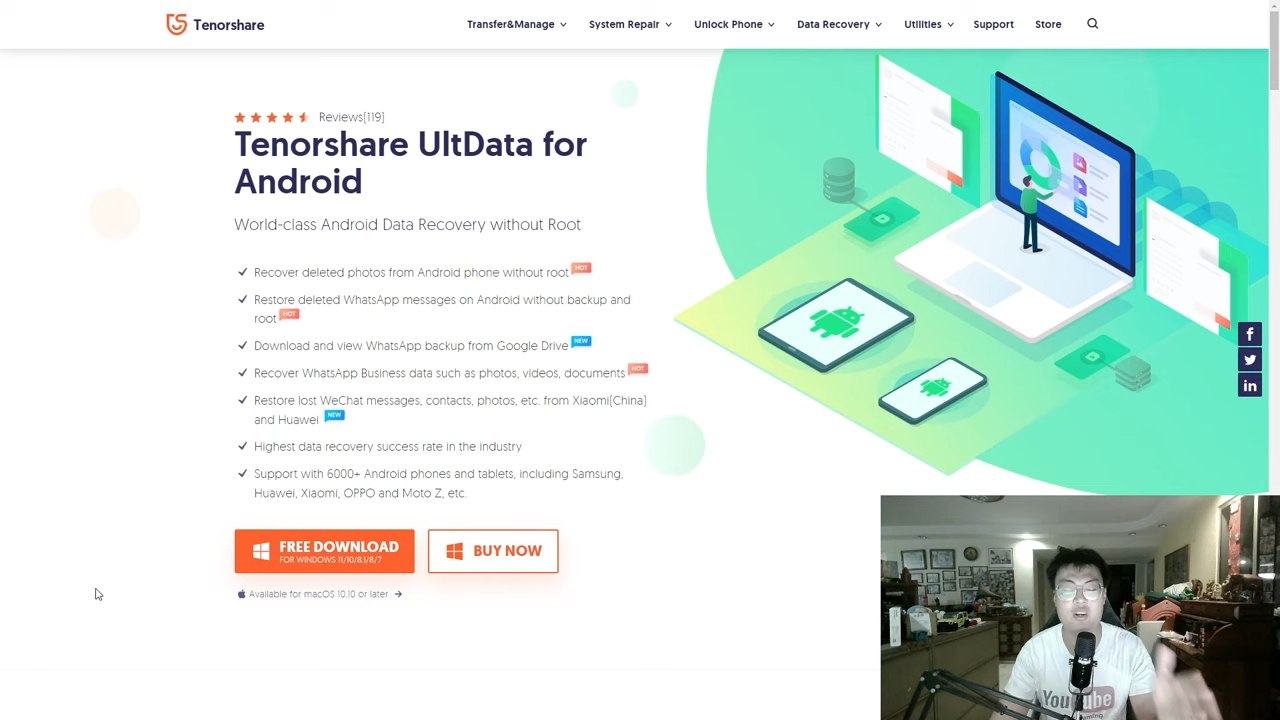 Tenorshare
Transfer&Manage
System Repair
Unlock Phone
Data Recovery
Utilities
Support
Store
Reviews[119]
Tenorshare UltData for
Android
World-class Android Data Recovery without Root
Recover deleted photos from Android phone without root HOT
Restore deleted WhatsApp messages on Android without backup and
root HOT
Download and view WhatsApp backup from Google Drive NEW
Recover WhatsApp Business data such as photos, videos, documents HOT
Restore lost WeChat messages, contacts, photos, etc. from Xiaomi(China)
and Huawei NEW
Highest data recovery success rate in the industry
Support with 6000+ Android phones and tablets, including Samsung,
Huawei, Xiaomi, OPPO and Moto Z, etc.
FREE DOWNLOAD
FOR WINDOWS 11/10/8.1/8/7
BUY NOW
Available for macOS 10.10 or later
YouTube